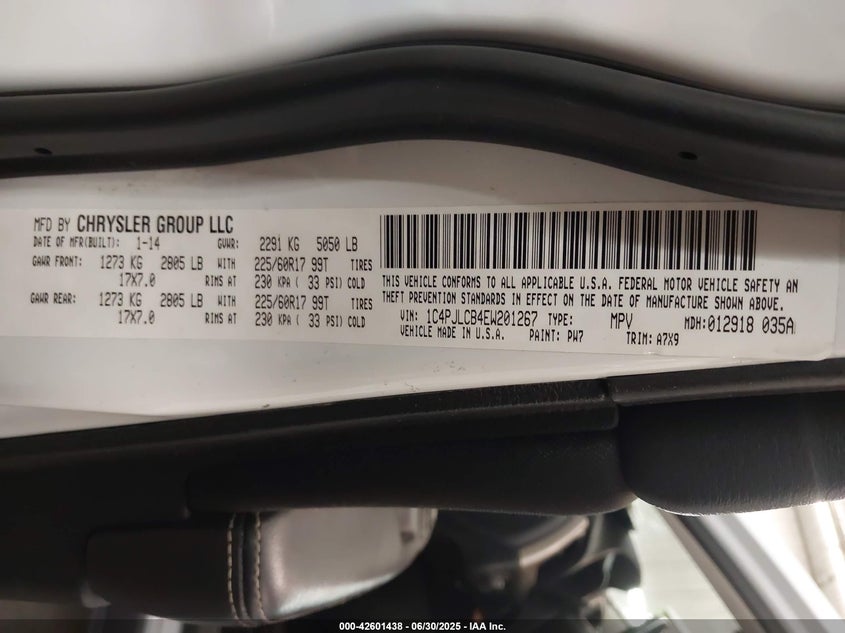 MFD BY CHRYSLER GROUP LLC
DATE OF MFR(BUILT): 1-14 GVWR: 2291 KG 5050 LB
GAWR FRONT: 1273 KG 2805 LB WITH 225/60R17 99T TIRES
17X7.0 RIMS AT 230 KPA ( 33 PSI) COLD
GAWR REAR: 1273 KG 2805 LB WITH 225/60R17 99T TIRES
17X7.0 RIMS AT 230 KPA ( 33 PSI) COLD
THIS VEHICLE CONFORMS TO ALL APPLICABLE U.S.A. FEDERAL MOTOR VEHICLE SAFETY AN
THEFT PREVENTION STANDARDS IN EFFECT ON THE DATE OF MANUFACTURE SHOWN ABOVE.
VIN: 1C4PJLCB4EW201267 TYPE: MPV MDH: 012918 035A
VEHICLE MADE IN U.S.A. PAINT: PW7 TRIM: A7X9
000-42601438 - 06/30/2025 - IAA Inc.